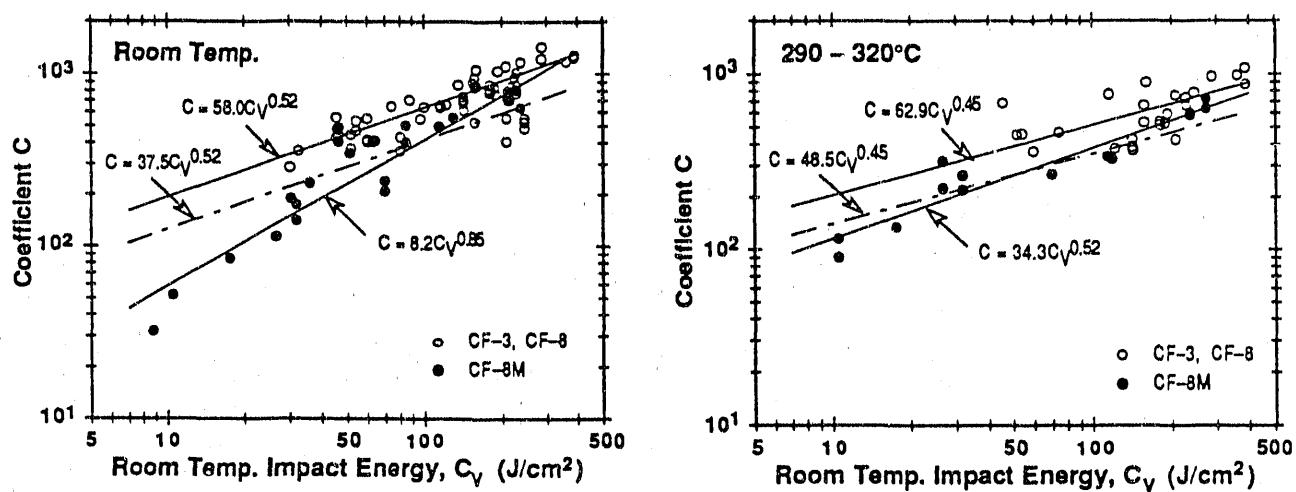 Room Temp.
10³
C = 58.0Cᵥ0.52
C = 37.5Cᵥ0.52
Coefficient C
10²
C = 8.2Cᵥ0.85
CF–3, CF–8
CF–8M
10¹
5 10 50 100 500
Room Temp. Impact Energy, Cᵥ (J/cm²)
290 – 320°C
10³
C = 62.9Cᵥ0.45
C = 48.5Cᵥ0.45
Coefficient C
10²
C = 34.3Cᵥ0.52
CF–3, CF–8
CF–8M
10¹
5 10 50 100 500
Room Temp. Impact Energy, Cᵥ (J/cm²)